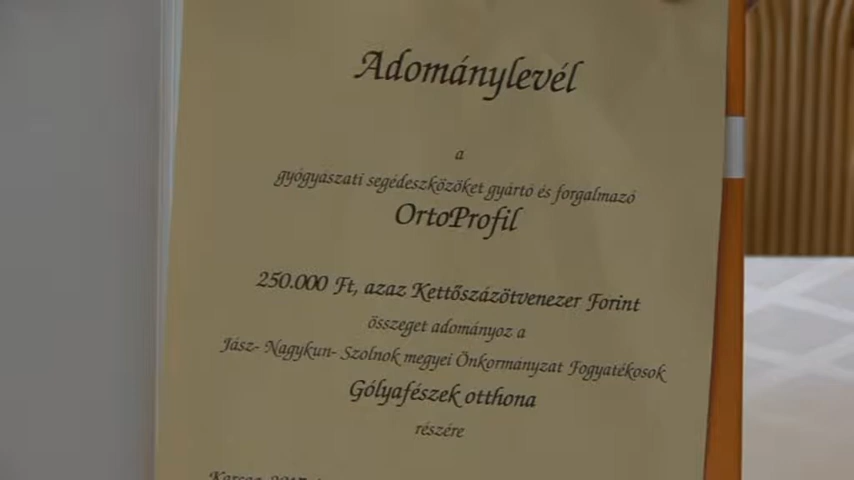 Adománylevél
a
gyógyászati segédeszközöket gyártó és forgalmazó
OrtoProfil
250.000 Ft, azaz Kettőszázötvenezer Forint
összeget adományoz a
Jász- Nagykun- Szolnok megyei Önkormányzat Fogyatékosok
Gólyafészek otthona
részére